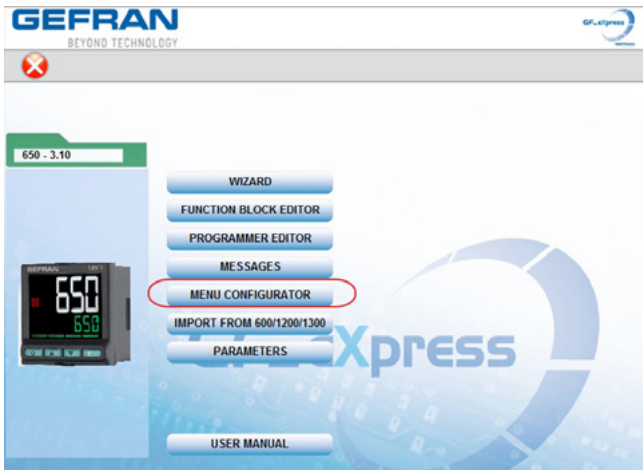 GEFRAN
BEYOND TECHNOLOGY
GF_eXpress
650 - 3.10
WIZARD
FUNCTION BLOCK EDITOR
PROGRAMMER EDITOR
MESSAGES
GEFRAN
650
650
MENU CONFIGURATOR
IMPORT FROM 600/1200/1300
PARAMETERS
Xpress
USER MANUAL